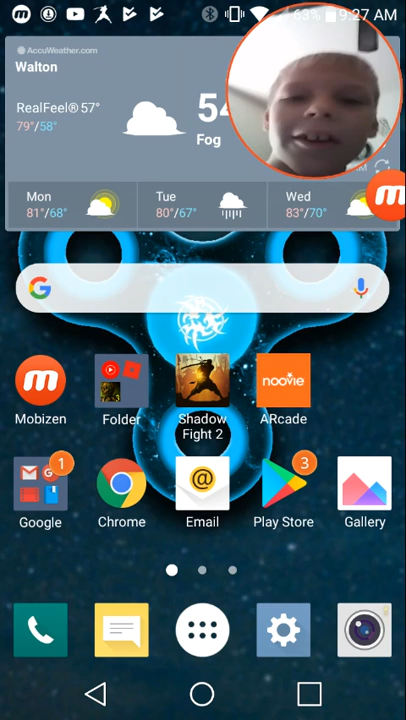 63% 9:27 AM
AccuWeather.com
Walton
RealFeel® 57°
79°/58°
54
Fog
AM
Mon
81°/68°
Tue
80°/67°
Wed
83°/70°
Mobizen
Folder
Shadow Fight 2
noovie
ARcade
1
Google
Chrome
Email
3
Play Store
Gallery